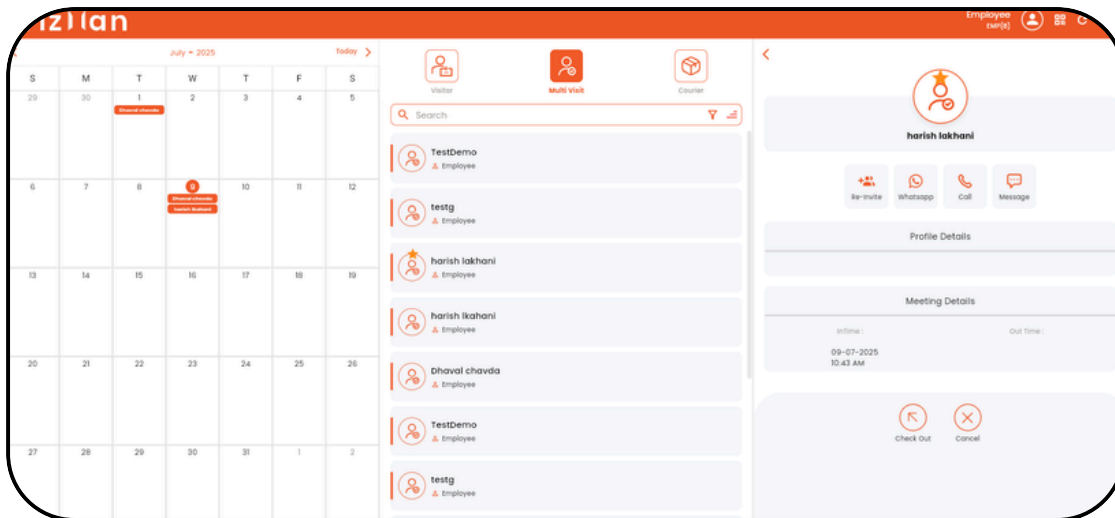 Employee
EMP(E)
July - 2025
Today
S M T W T F S
29 30 1 2 3 4 5
Dhaval chavda
6 7 8 9 10 11 12
Dhaval chavda
harish lkahani
13 14 15 16 17 18 19
20 21 22 23 24 25 26
27 28 29 30 31 1 2
Visitor
Multi Visit
Courier
Search
TestDemo
Employee
testg
Employee
harish lakhani
Employee
harish lkahani
Employee
Dhaval chavda
Employee
TestDemo
Employee
testg
Employee
harish lakhani
Re-Invite
Whatsapp
Call
Message
Profile Details
Meeting Details
InTime :
Out Time :
09-07-2025
10:43 AM
Check Out
Cancel